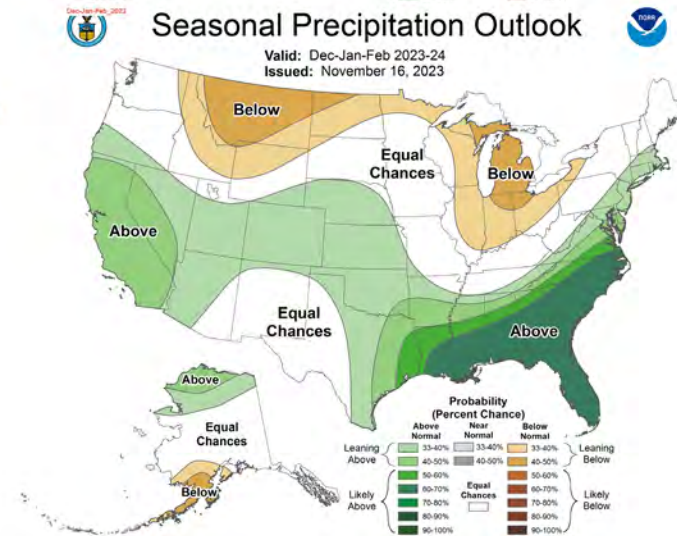 Dec-Jan-Feb_2023
Seasonal Precipitation Outlook
NOAA
Valid: Dec-Jan-Feb 2023-24
Issued: November 16, 2023
Below
Equal
Chances
Below
Above
Equal
Chances
Above
Above
Equal
Chances
Below
Probability
(Percent Chance)
Above Normal
Near Normal
Below Normal
Leaning Above
33-40%
33-40%
33-40%
Leaning Below
40-50%
40-50%
40-50%
Likely Above
50-60%
50-60%
Likely Below
60-70%
60-70%
70-80%
Equal Chances
70-80%
80-90%
80-90%
90-100%
90-100%